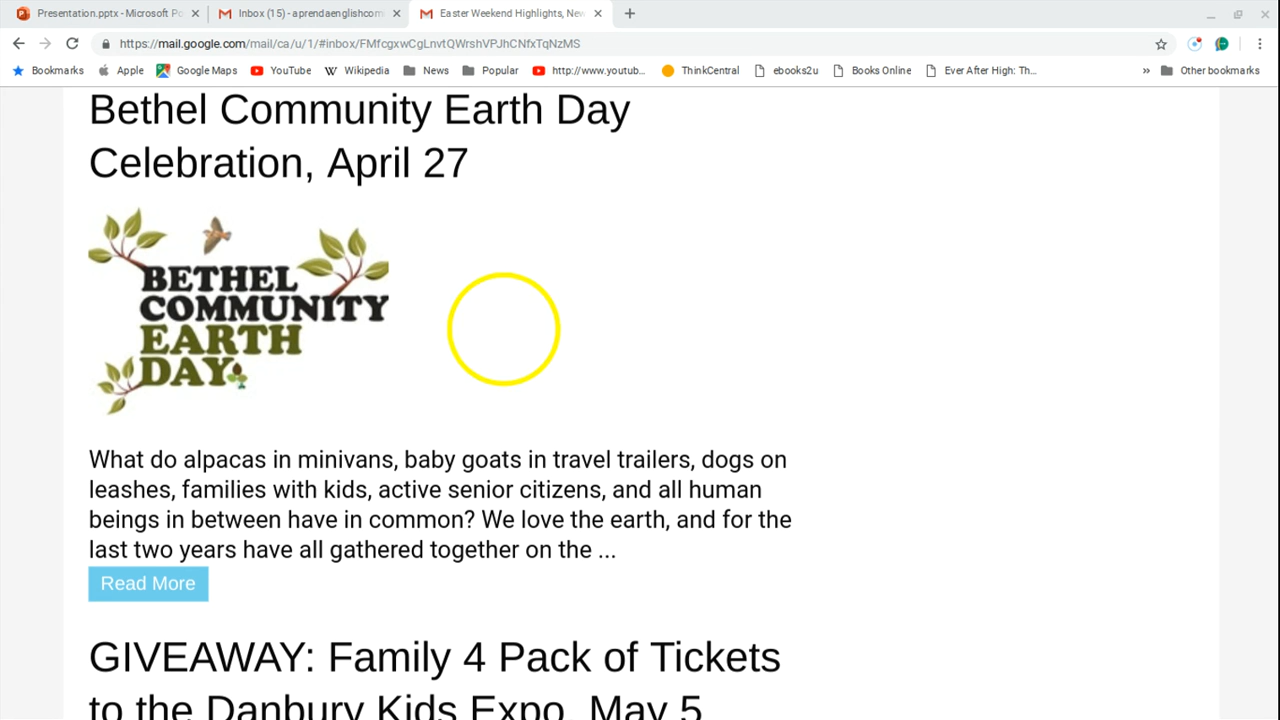 Presentation.pptx - Microsoft Po
Inbox (15) - aprendaenglishcom
Easter Weekend Highlights, New
https://mail.google.com/mail/ca/u/1/#inbox/FMfcgxwCgLnvtQWrshVPJhCNfxTqNzMS
Bookmarks Apple Google Maps YouTube Wikipedia News Popular http://www.youtub... ThinkCentral ebooks2u Books Online Ever After High: Th... » Other bookmarks
Bethel Community Earth Day
Celebration, April 27
BETHEL
COMMUNITY
EARTH
DAY
What do alpacas in minivans, baby goats in travel trailers, dogs on
leashes, families with kids, active senior citizens, and all human
beings in between have in common? We love the earth, and for the
last two years have all gathered together on the ...
Read More
GIVEAWAY: Family 4 Pack of Tickets
to the Danbury Kids Expo, May 5